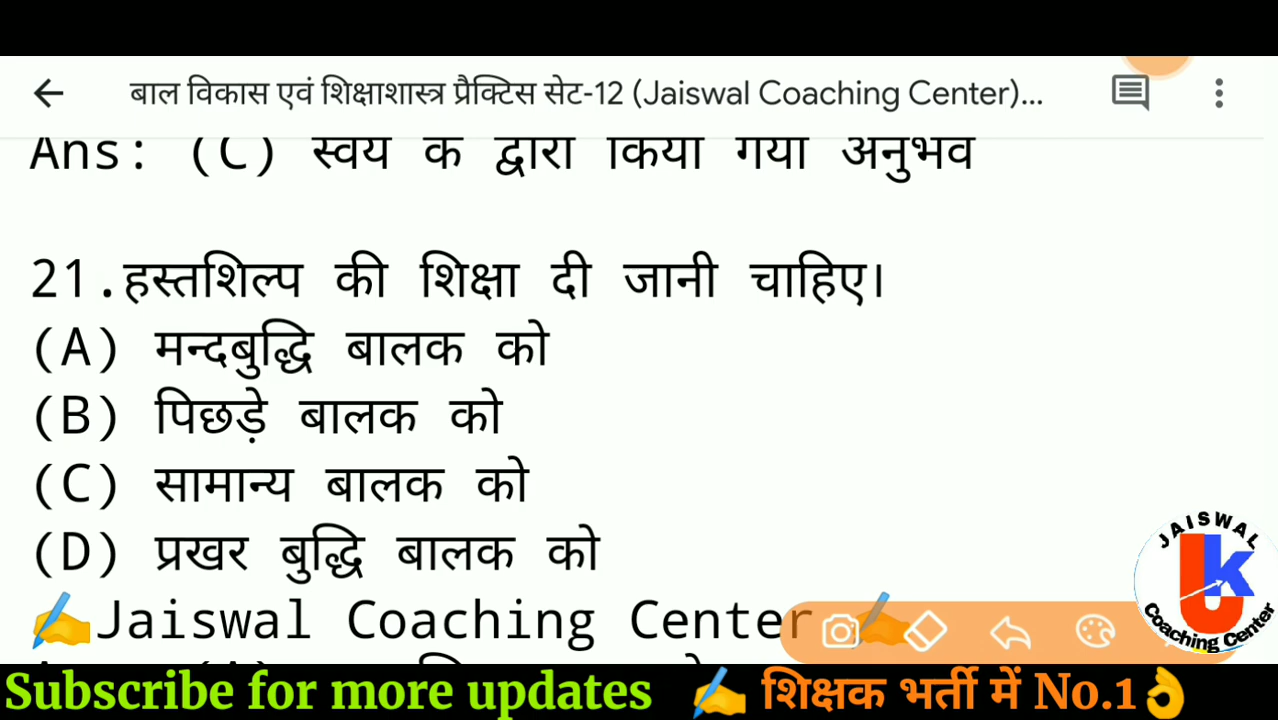 बाल विकास एवं शिक्षाशास्त्र प्रैक्टिस सेट-12 (Jaiswal Coaching Center)...
Ans: (C) स्वयं के द्वारा किया गया अनुभव
21.हस्तशिल्प की शिक्षा दी जानी चाहिए।
(A) मन्दबुद्धि बालक को
(B) पिछड़े बालक को
(C) सामान्य बालक को
(D) प्रखर बुद्धि बालक को
✍️Jaiswal Coaching Center ✍️
JAISWAL
UK
Coaching Center
Subscribe for more updates ✍️ शिक्षक भर्ती में No.1👌